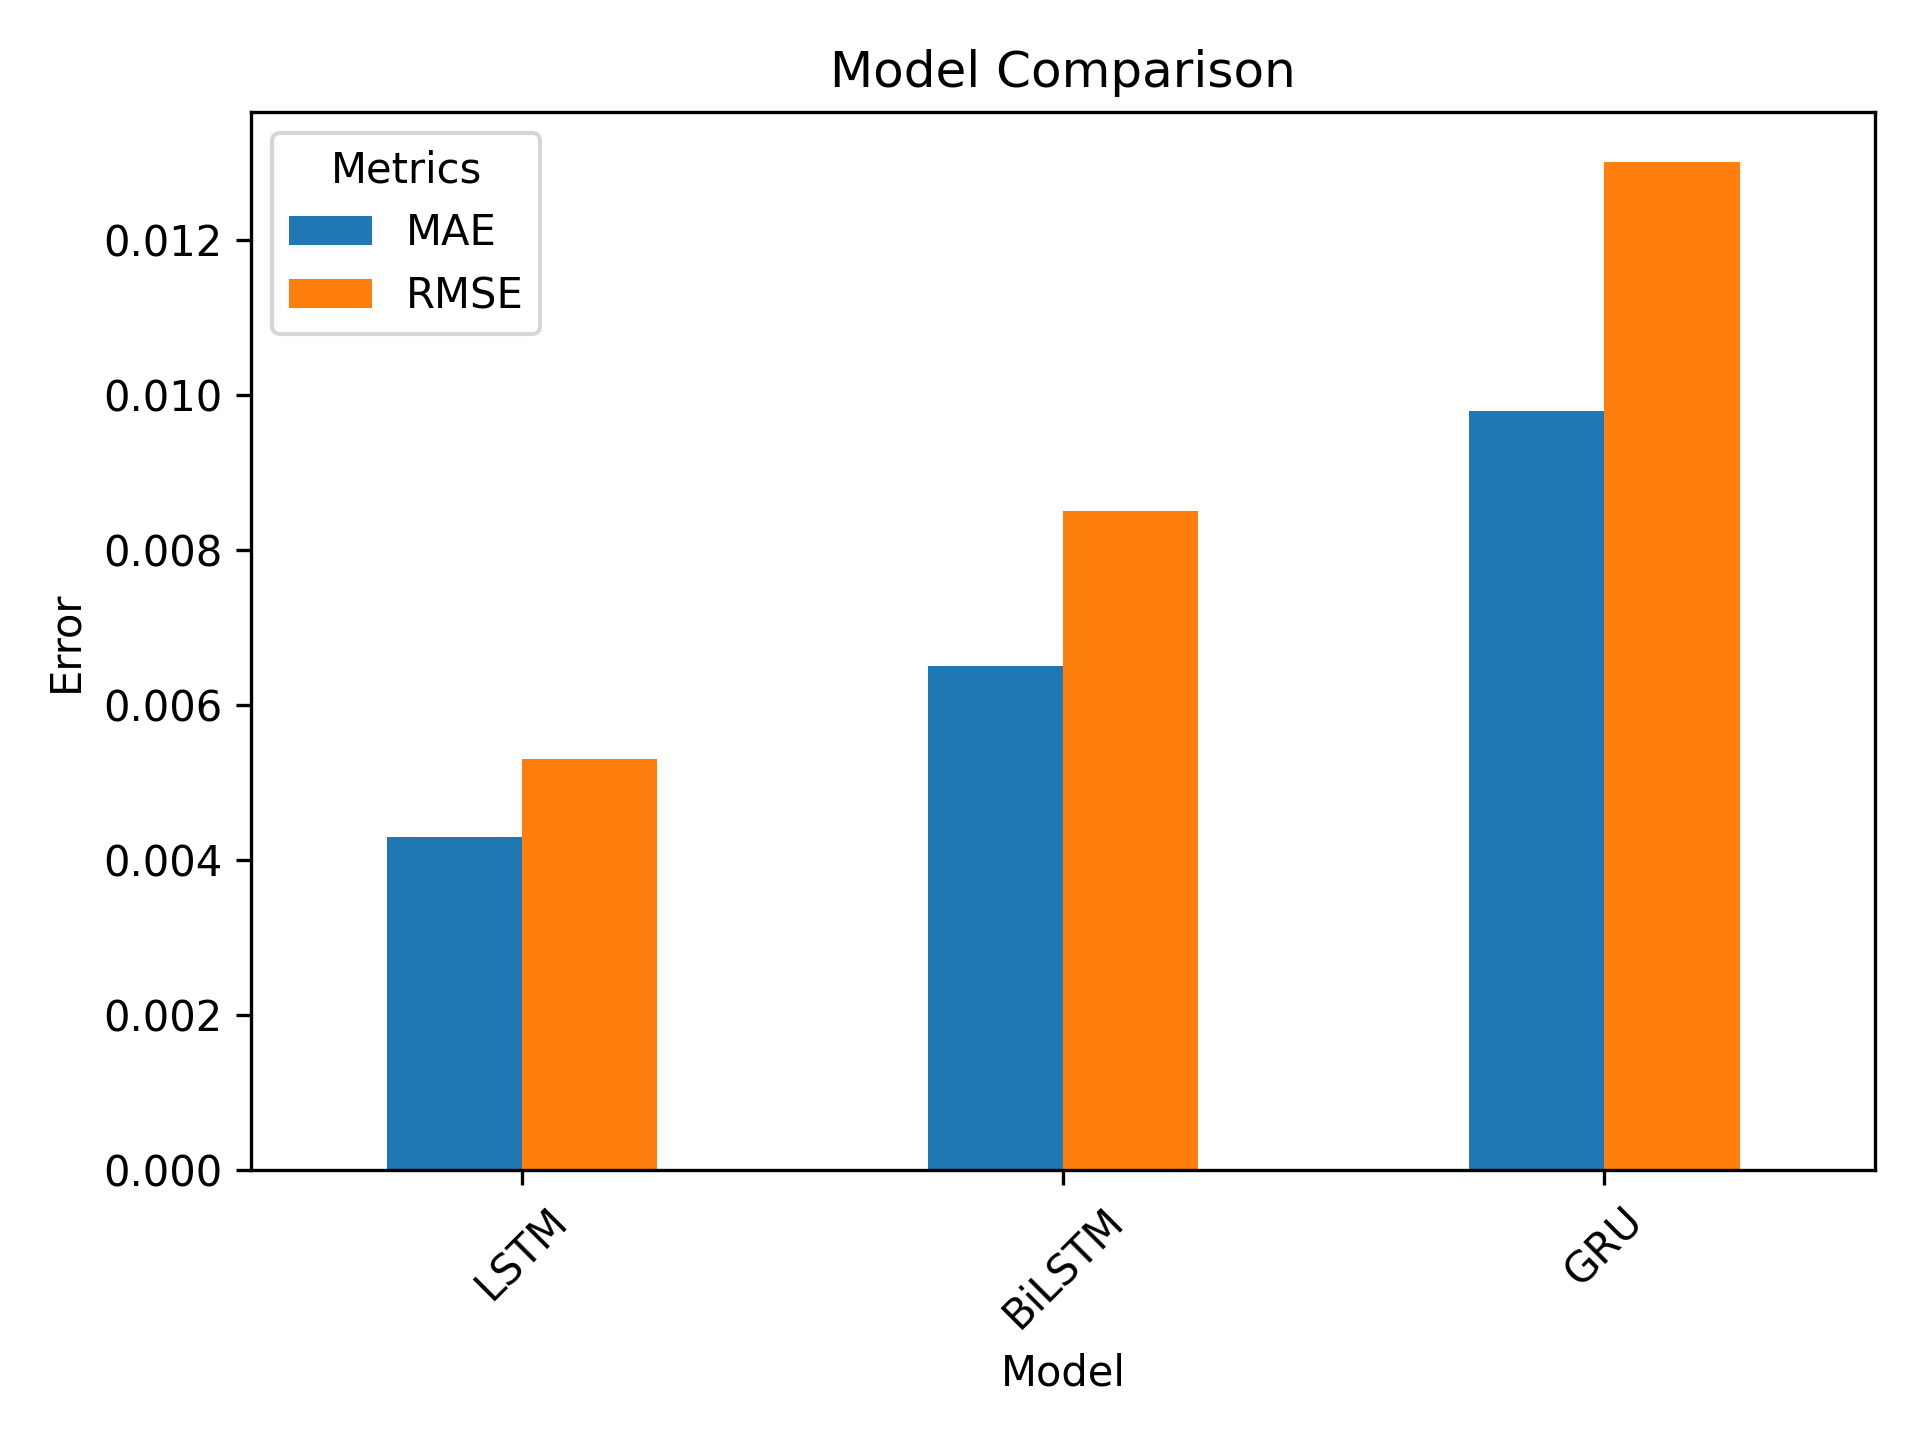 Model Comparison
Metrics
MAE
RMSE
Error
0.012
0.010
0.008
0.006
0.004
0.002
0.000
LSTM
BiLSTM
GRU
Model